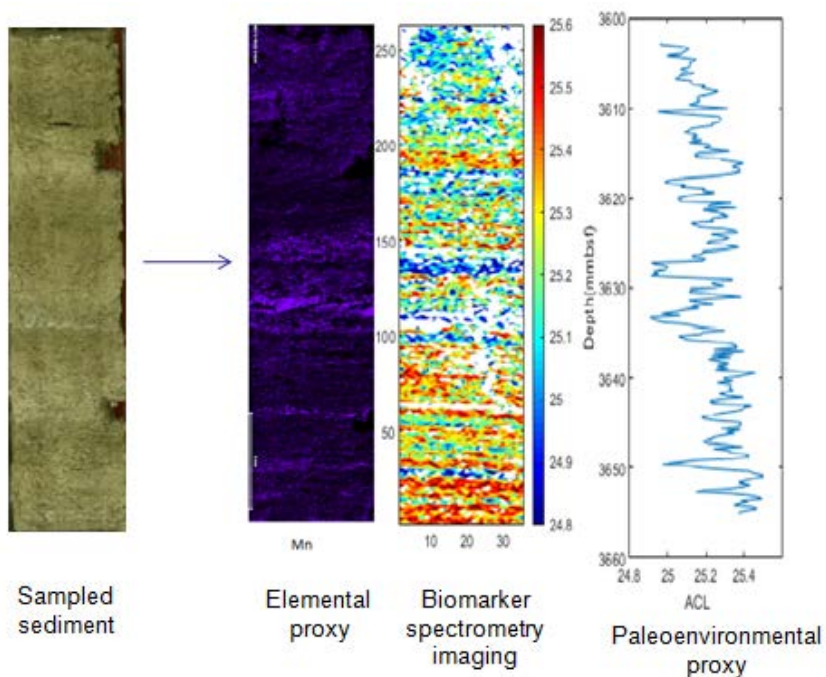 250
200
150
100
50
10 20 30
25.6
25.5
25.4
25.3
25.2
25.1
25
24.9
24.8
3600
3610
3620
3630
3640
3650
3660
Depth(mmbsf)
24.8 25 25.2 25.4
ACL
Mn
Sampled
sediment
Elemental
proxy
Biomarker
spectrometry
imaging
Paleoenvironmental
proxy